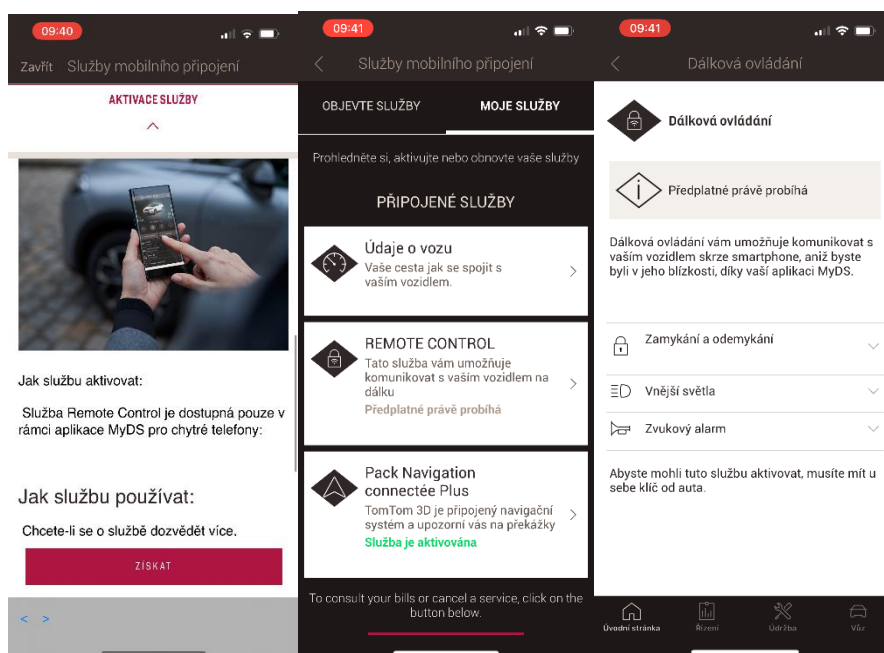 09:40
Zavřít Služby mobilního připojení
AKTIVACE SLUŽBY
Jak službu aktivovat:
Služba Remote Control je dostupná pouze v
rámci aplikace MyDS pro chytré telefony:
Jak službu používat:
Chcete-li se o službě dozvědět více.
ZÍSKAT
< >
09:41
< Služby mobilního připojení
OBJEVTE SLUŽBY MOJE SLUŽBY
Prohledněte si, aktivujte nebo obnovte vaše služby
PŘIPOJENÉ SLUŽBY
Údaje o vozu
Vaše cesta jak se spojit s
vaším vozidlem.
REMOTE CONTROL
Tato služba vám umožňuje
komunikovat s vaším vozidlem na
dálku
Předplatné právě probíhá
Pack Navigation
connectée Plus
TomTom 3D je připojený navigační
systém a upozorní vás na překážky
Služba je aktivována
To consult your bills or cancel a service, click on the
button below.
09:41
< Dálková ovládání
Dálková ovládání
Předplatné právě probíhá
Dálková ovládání vám umožňuje komunikovat s
vaším vozidlem skrze smartphone, aniž byste
byli v jeho blízkosti, díky vaší aplikaci MyDS.
Zamykání a odemykání
Vnější světla
Zvukový alarm
Abyste mohli tuto službu aktivovat, musíte mít u
sebe klíč od auta.
Úvodní stránka Řízení Údržba Vůz